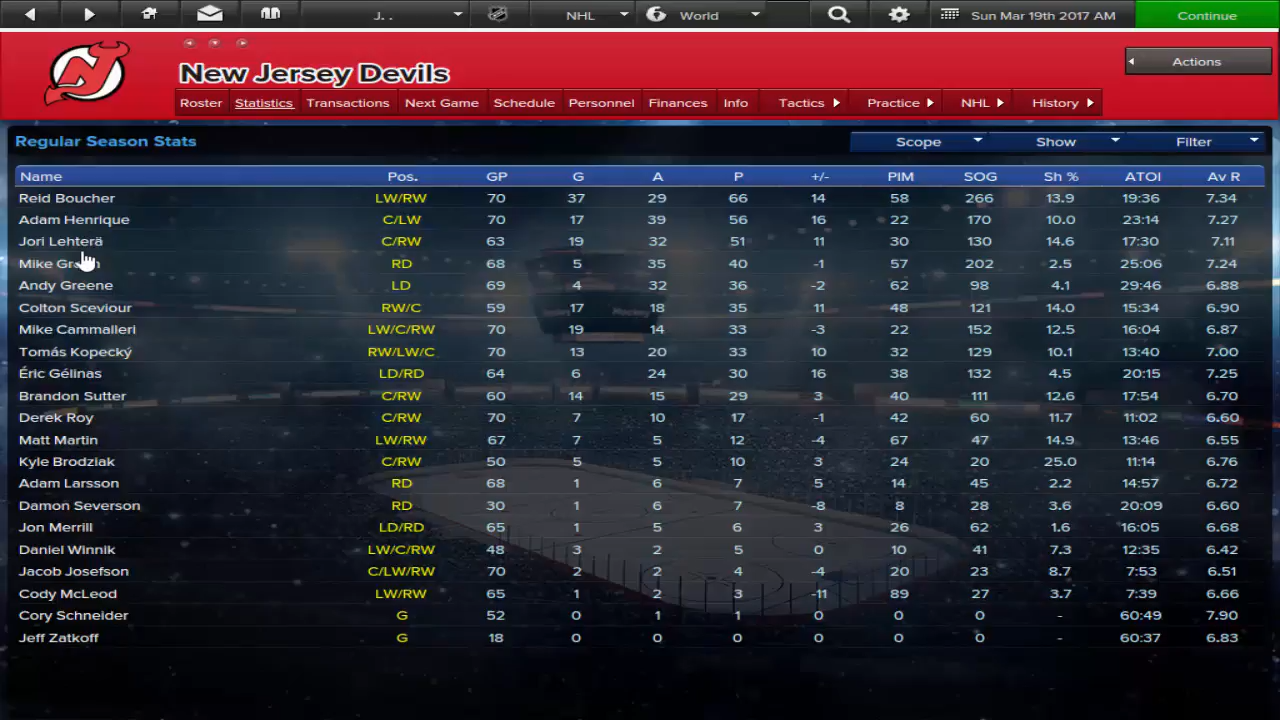 J. . NHL World Sun Mar 19th 2017 AM Continue
New Jersey Devils
Actions
Roster Statistics Transactions Next Game Schedule Personnel Finances Info Tactics Practice NHL History
Regular Season Stats Scope Show Filter
Name Pos. GP G A P +/- PIM SOG Sh % ATOI Av R
Reid Boucher LW/RW 70 37 29 66 14 58 266 13.9 19:36 7.34
Adam Henrique C/LW 70 17 39 56 16 22 170 10.0 23:14 7.27
Jori Lehterä C/RW 63 19 32 51 11 30 130 14.6 17:30 7.11
Mike RD 68 5 35 40 -1 57 202 2.5 25:06 7.24
Andy Greene LD 69 4 32 36 -2 62 98 4.1 29:46 6.88
Colton Sceviour RW/C 59 17 18 35 11 48 121 14.0 15:34 6.90
Mike Cammalleri LW/C/RW 70 19 14 33 -3 22 152 12.5 16:04 6.87
Tomás Kopecký RW/LW/C 70 13 20 33 10 32 129 10.1 13:40 7.00
Éric Gélinas LD/RD 64 6 24 30 16 38 132 4.5 20:15 7.25
Brandon Sutter C/RW 60 14 15 29 3 40 111 12.6 17:54 6.70
Derek Roy C/RW 70 7 10 17 -1 42 60 11.7 11:02 6.60
Matt Martin LW/RW 67 7 5 12 -4 67 47 14.9 13:46 6.55
Kyle Brodziak C/RW 50 5 5 10 3 24 20 25.0 11:14 6.76
Adam Larsson RD 68 1 6 7 5 14 45 2.2 14:57 6.72
Damon Severson RD 30 1 6 7 -8 8 28 3.6 20:09 6.60
Jon Merrill LD/RD 65 1 5 6 3 26 62 1.6 16:05 6.68
Daniel Winnik LW/C/RW 48 3 2 5 0 10 41 7.3 12:35 6.42
Jacob Josefson C/LW/RW 70 2 2 4 -4 20 23 8.7 7:53 6.51
Cody McLeod LW/RW 65 1 2 3 -11 89 27 3.7 7:39 6.66
Cory Schneider G 52 0 1 1 0 0 0 - 60:49 7.90
Jeff Zatkoff G 18 0 0 0 0 0 0 - 60:37 6.83